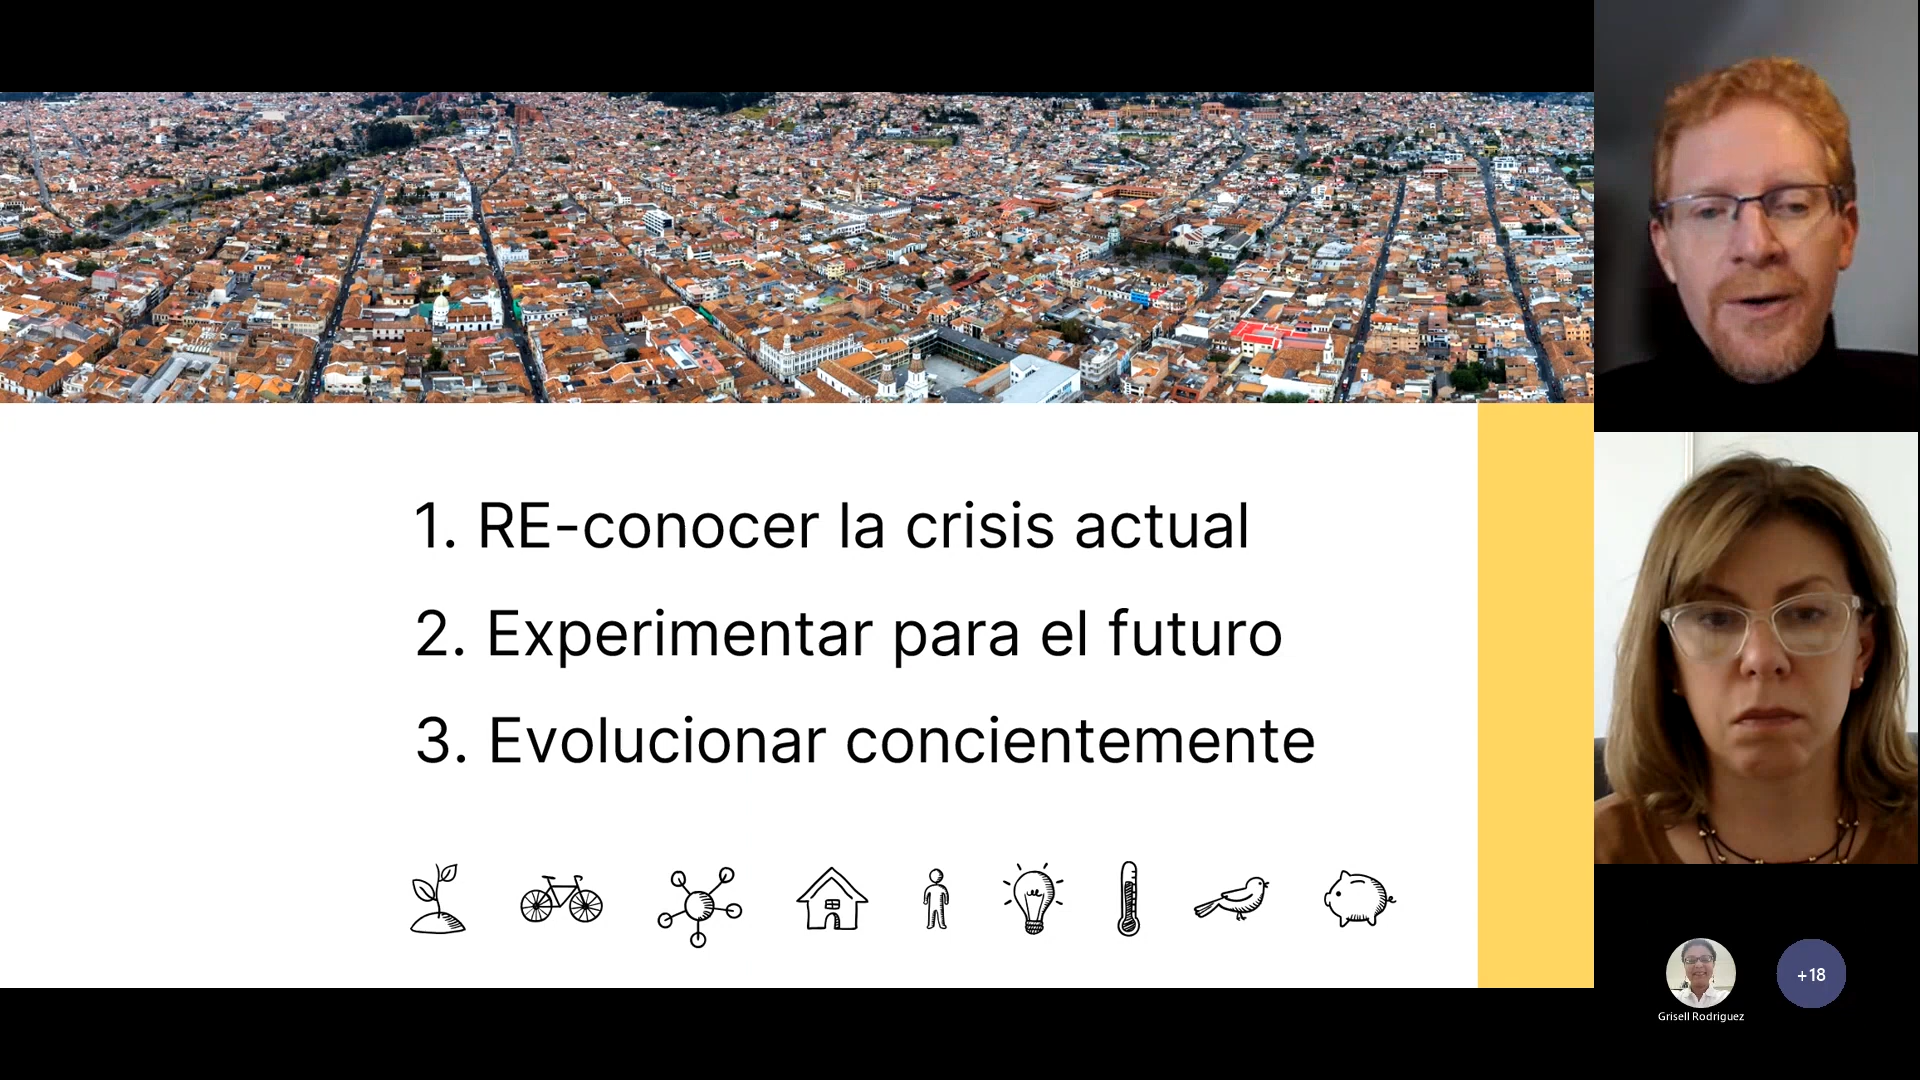 1. RE-conocer la crisis actual
2. Experimentar para el futuro
3. Evolucionar concientemente
+18
Grisell Rodriguez